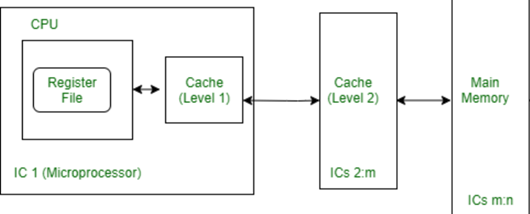 CPU
Register
File
Cache
(Level 1)
IC 1 (Microprocessor)
Cache
(Level 2)
ICs 2:m
Main
Memory
ICs m:n